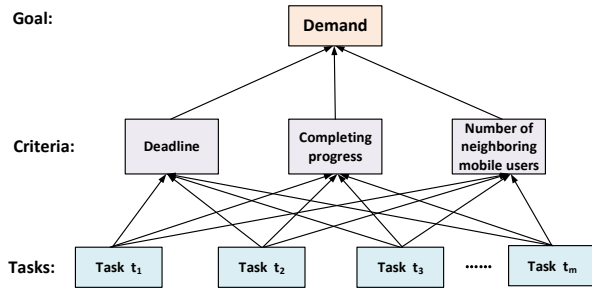 Goal:
Demand
Criteria:
Deadline
Completing
progress
Number of
neighboring
mobile users
Tasks:
Task t₁
Task t₂
Task t₃
······
Task tₘ